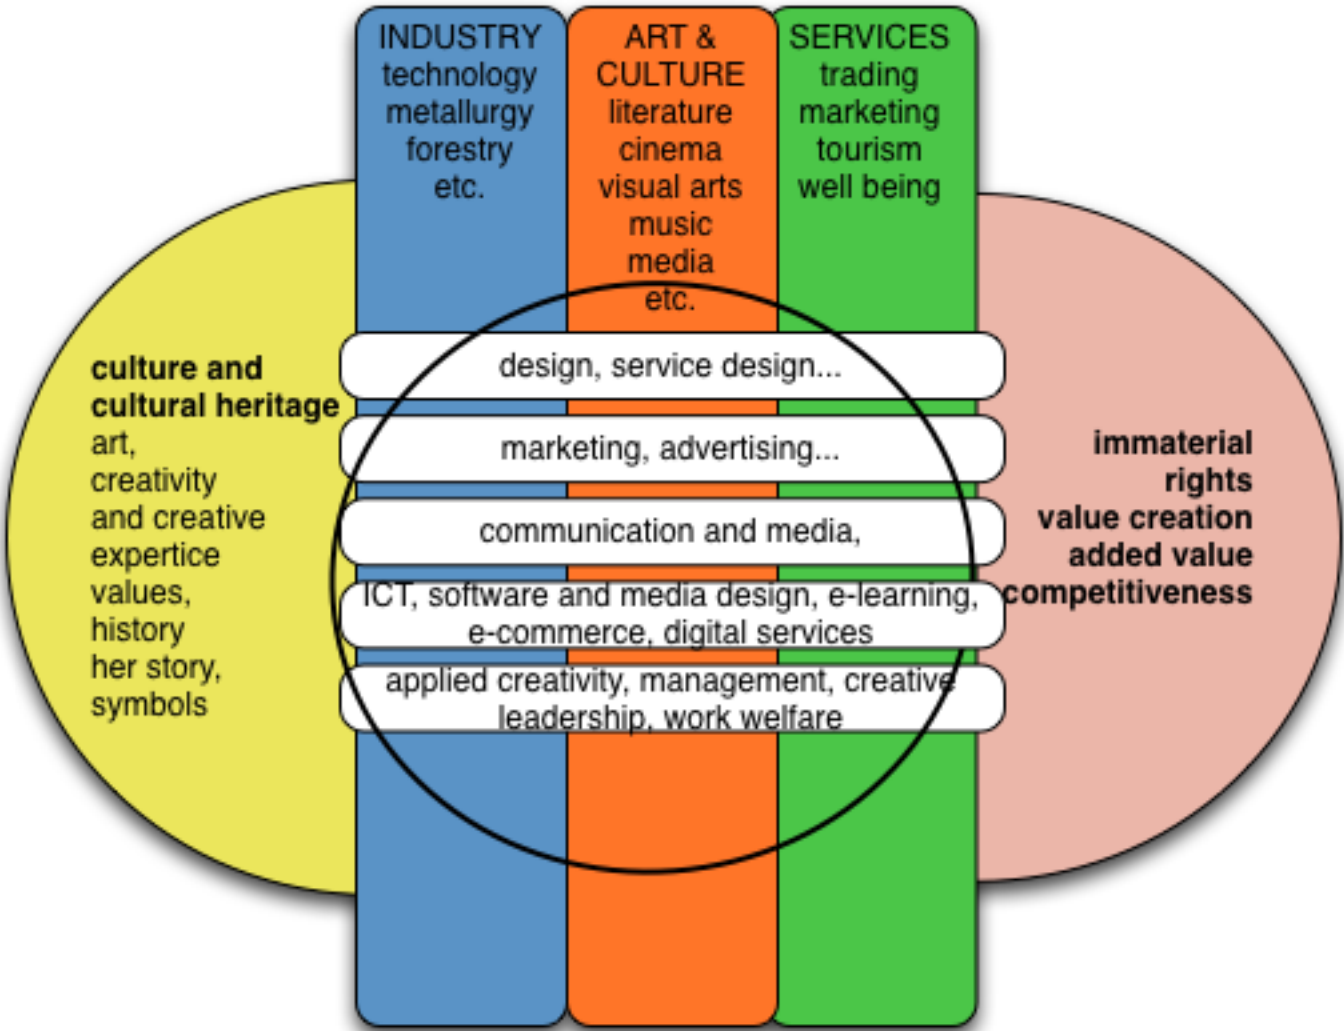 INDUSTRY
technology
metallurgy
forestry
etc.
ART &
CULTURE
literature
cinema
visual arts
music
media
etc.
SERVICES
trading
marketing
tourism
well being
culture and
cultural heritage
art,
creativity
and creative
expertice
values,
history
her story,
symbols
design, service design...
marketing, advertising...
communication and media,
ICT, software and media design, e-learning,
e-commerce, digital services
applied creativity, management, creative
leadership, work welfare
immaterial
rights
value creation
added value
competitiveness